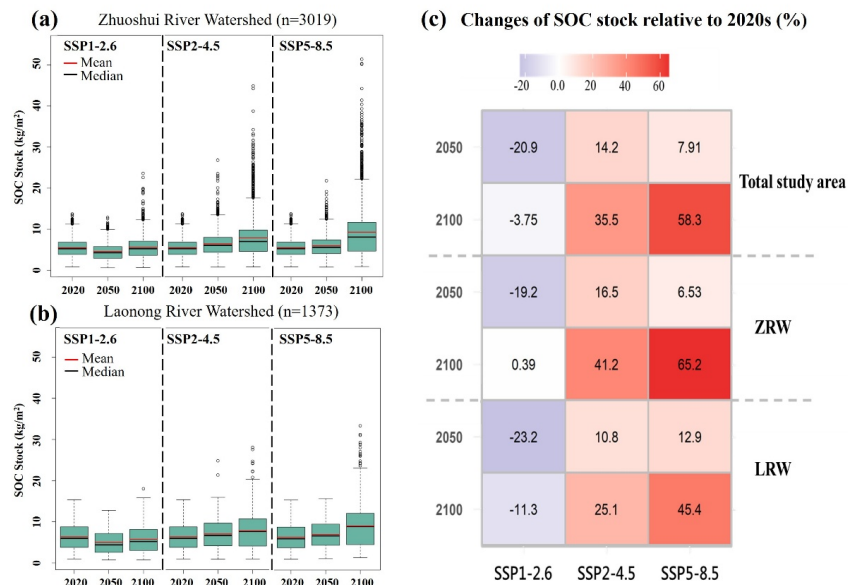 (a)
Zhuoshui River Watershed (n=3019)
SSP1-2.6
SSP2-4.5
SSP5-8.5
Mean
Median
SOC Stock (kg/m²)
50
40
30
20
10
0
2020 2050 2100 2020 2050 2100 2020 2050 2100
(b)
Laonong River Watershed (n=1373)
SSP1-2.6
SSP2-4.5
SSP5-8.5
Mean
Median
SOC Stock (kg/m²)
50
40
30
20
10
0
2020 2050 2100 2020 2050 2100 2020 2050 2100
(c) Changes of SOC stock relative to 2020s (%)
-20 0.0 20 40 60
2050 -20.9 14.2 7.91
Total study area
2100 -3.75 35.5 58.3
2050 -19.2 16.5 6.53
ZRW
2100 0.39 41.2 65.2
2050 -23.2 10.8 12.9
LRW
2100 -11.3 25.1 45.4
SSP1-2.6 SSP2-4.5 SSP5-8.5